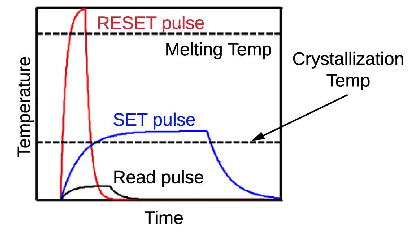 RESET pulse
Melting Temp
Crystallization
Temp
SET pulse
Read pulse
Temperature
Time